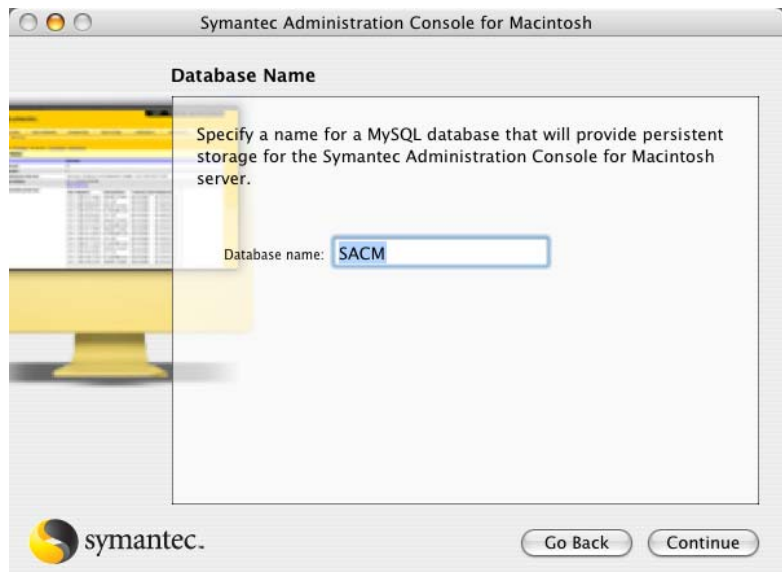 Symantec Administration Console for Macintosh
Database Name
Specify a name for a MySQL database that will provide persistent
storage for the Symantec Administration Console for Macintosh
server.
Database name: SACM
symantec.
Go Back Continue